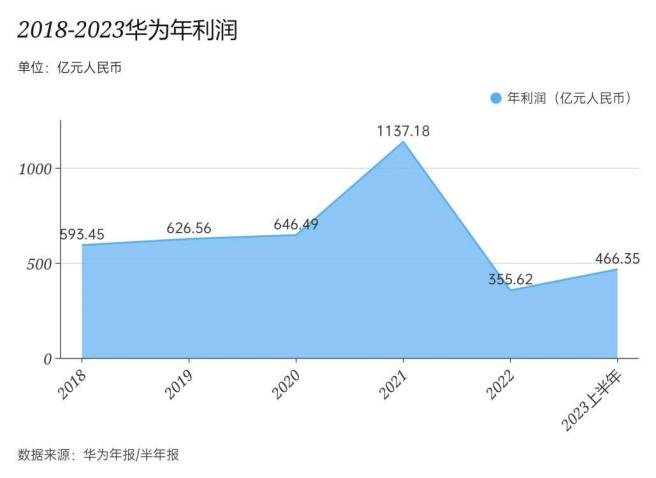 2018-2023华为年利润
单位：亿元人民币
年利润（亿元人民币）
1137.18
1000
593.45
626.56
646.49
466.35
500
355.62
0
2018
2019
2020
2021
2022
2023上半年
数据来源：华为年报/半年报